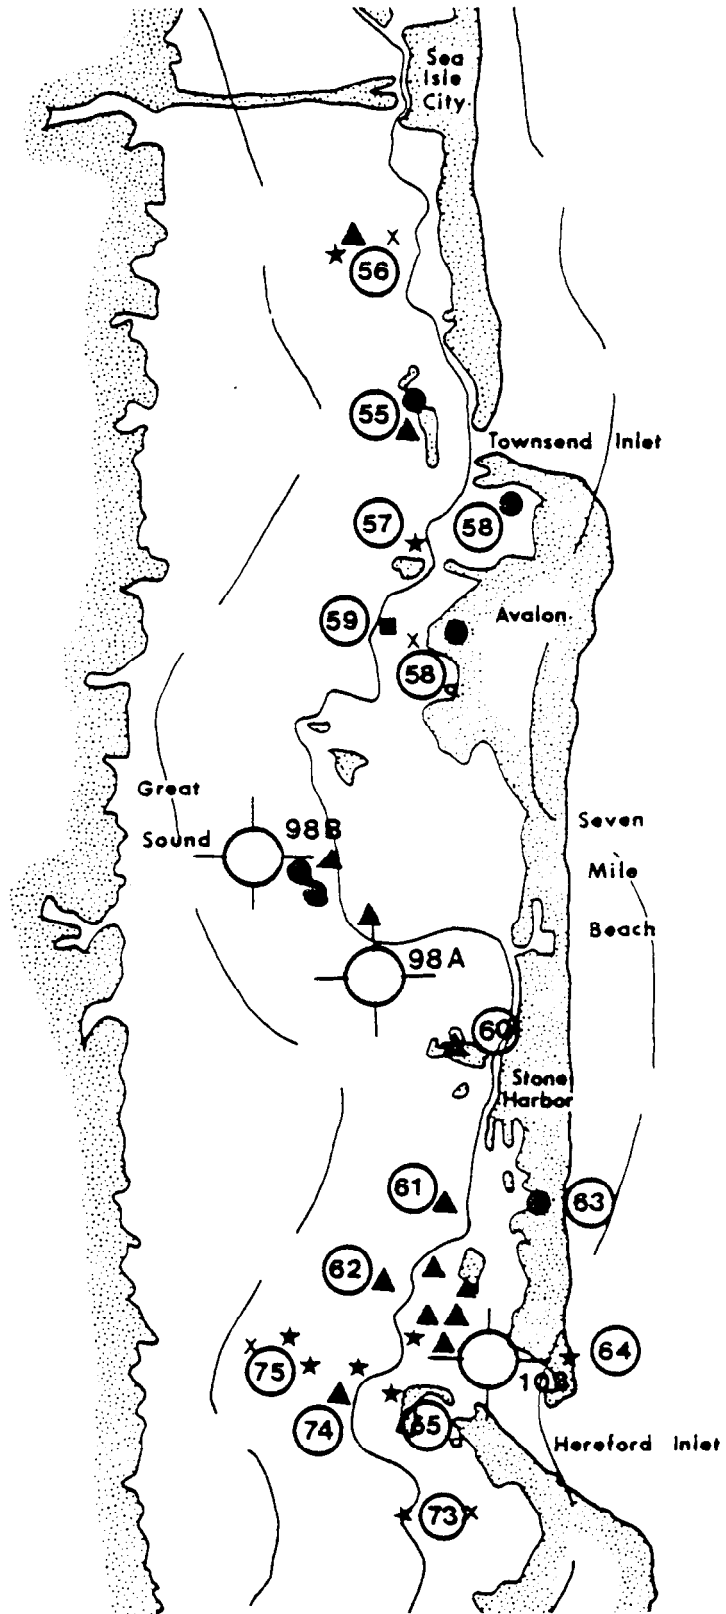 Sea
Isle
City
x
56
55
Townsend Inlet
57
58
59
Avalon
x
58
Great
Sound
98B
Seven
Mile
Beach
98A
60
Stone
Harbor
61
63
62
x
75
64
10B
74
65
Hereford Inlet
73
x